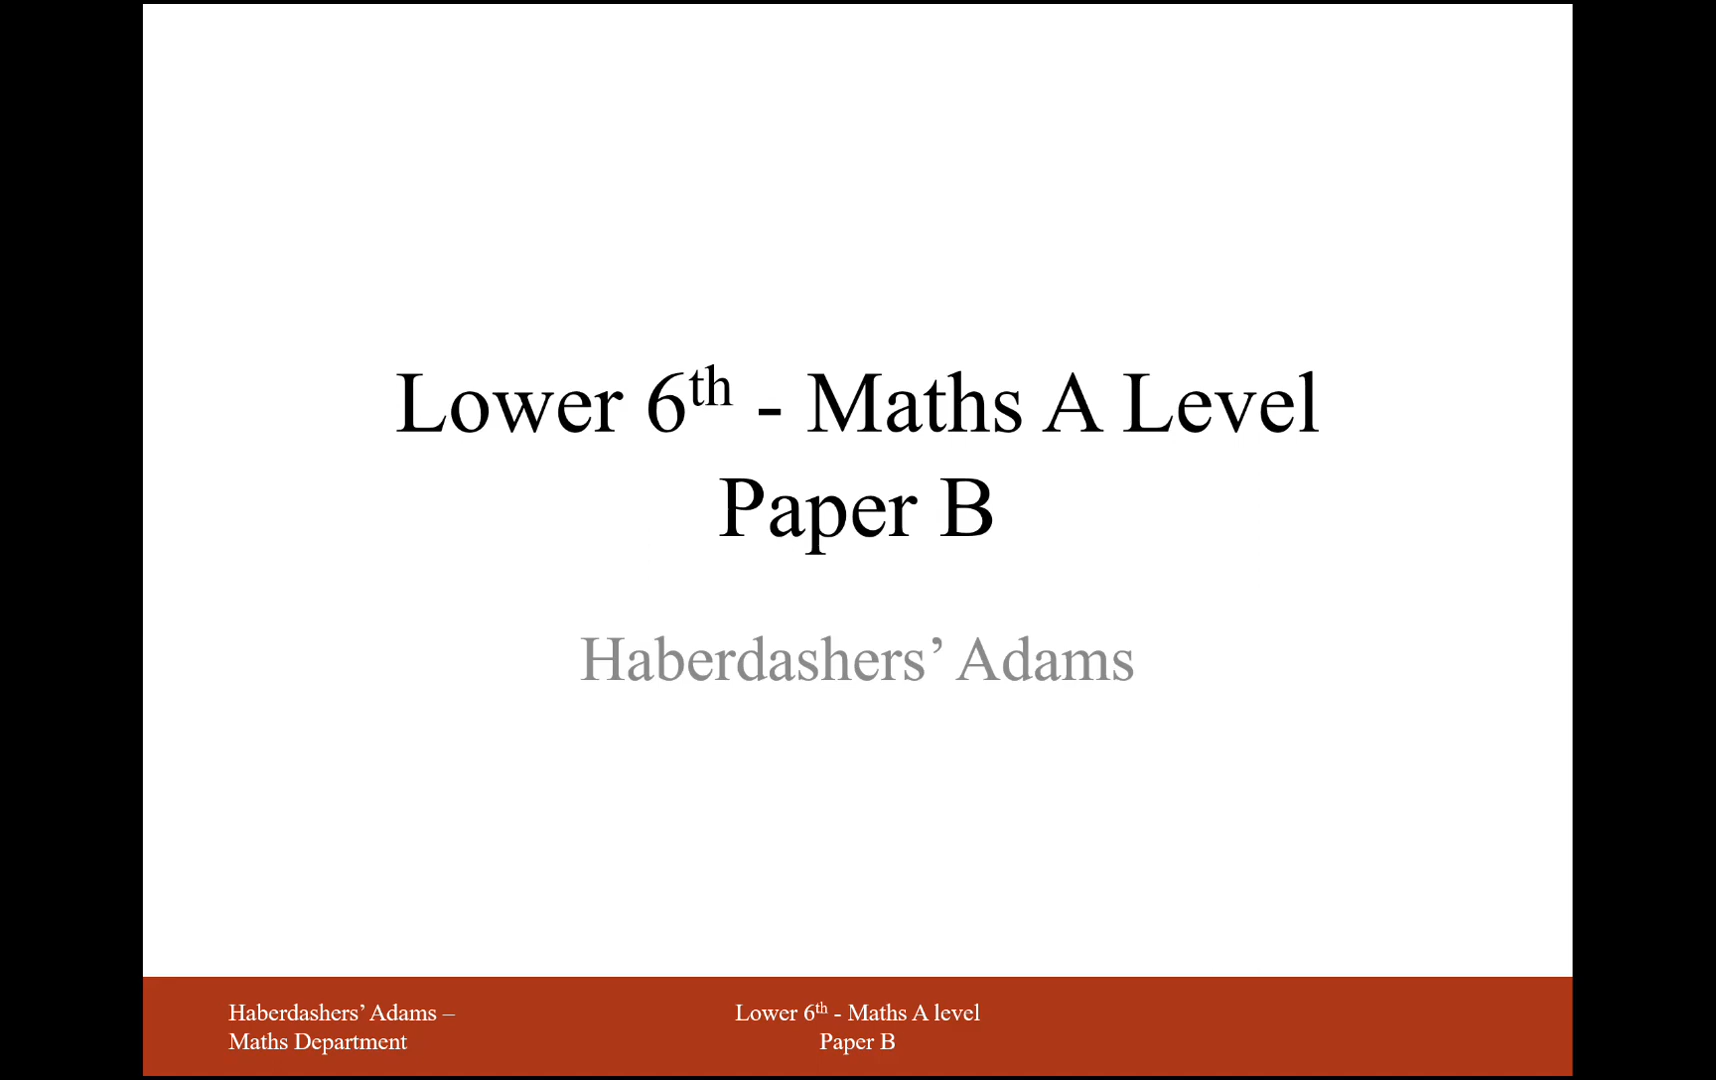 Lower 6th - Maths A Level
Paper B
Haberdashers’ Adams
Haberdashers’ Adams –
Maths Department
Lower 6th - Maths A level
Paper B